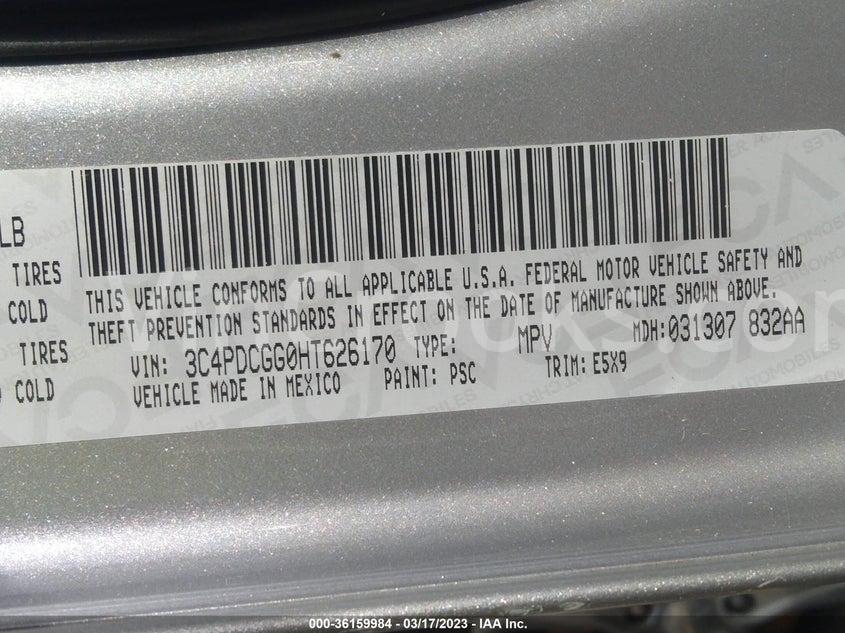 LB
TIRES
COLD
TIRES
COLD
THIS VEHICLE CONFORMS TO ALL APPLICABLE U.S.A. FEDERAL MOTOR VEHICLE SAFETY AND
THEFT PREVENTION STANDARDS IN EFFECT ON THE DATE OF MANUFACTURE SHOWN ABOVE.
VIN: 3C4PDCGG0HT626170 TYPE: MPV MDH:031307 832AA
VEHICLE MADE IN MEXICO PAINT: PSC TRIM: E5X9
000-36159984 - 03/17/2023 - IAA Inc.